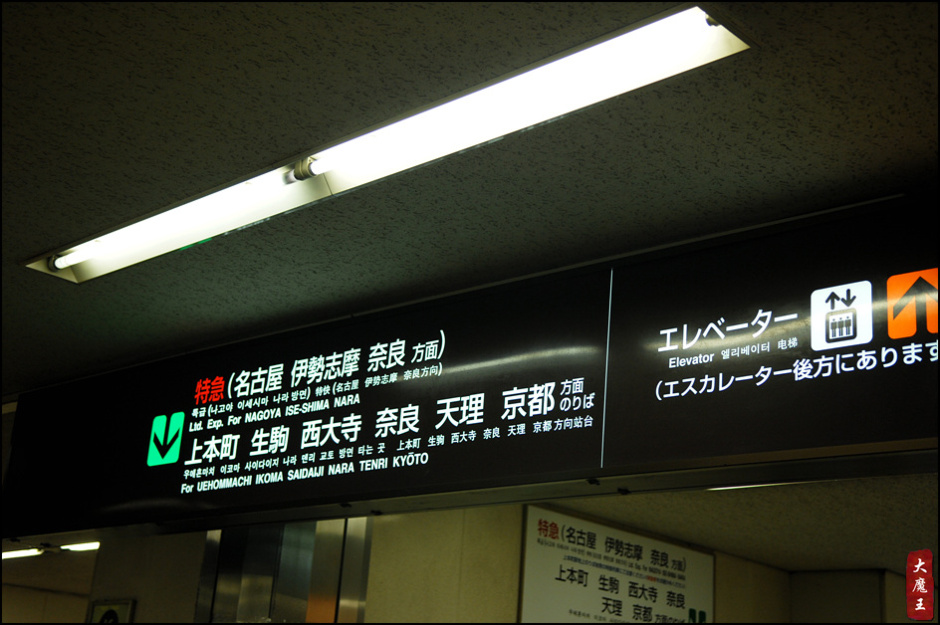 特急(名古屋 伊勢志摩 奈良 方面)
특급 (나고야 이세시마 나라 방면) 特快 (名古屋 伊勢志摩 奈良方向)
Ltd. Exp. For NAGOYA ISE-SHIMA NARA
上本町 生駒 西大寺 奈良 天理 京都 方面のりば
우에혼마치 이코마 사이다이지 나라 덴리 교토 방면 타는 곳 上本町 生駒 西大寺 奈良 天理 京都 方向站台
For UEHOMMACHI IKOMA SAIDAIJI NARA TENRI KYŌTO
エレベーター
Elevator 엘리베이터 电梯
(エスカレーター後方にあります
特急(名古屋 伊勢志摩 奈良 方面)
上本町 生駒 西大寺 奈良
天理 京都 方面のりば
大魔王